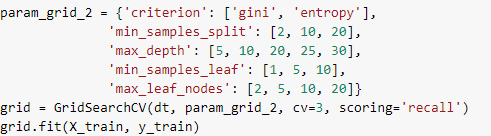 param_grid_2 = {'criterion': ['gini', 'entropy'],
'min_samples_split': [2, 10, 20],
'max_depth': [5, 10, 20, 25, 30],
'min_samples_leaf': [1, 5, 10],
'max_leaf_nodes': [2, 5, 10, 20]}
grid = GridSearchCV(dt, param_grid_2, cv=3, scoring='recall')
grid.fit(X_train, y_train)